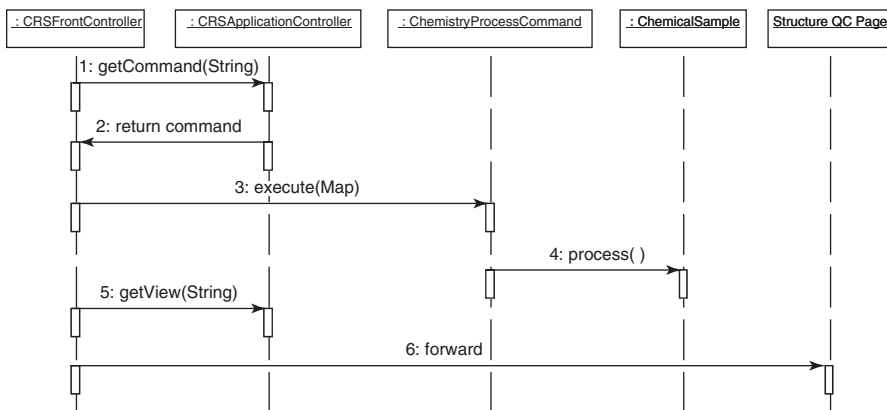 : CRSFrontController
: CRSApplicationController
: ChemistryProcessCommand
: ChemicalSample
Structure QC Page
1: getCommand(String)
2: return command
3: execute(Map)
4: process( )
5: getView(String)
6: forward